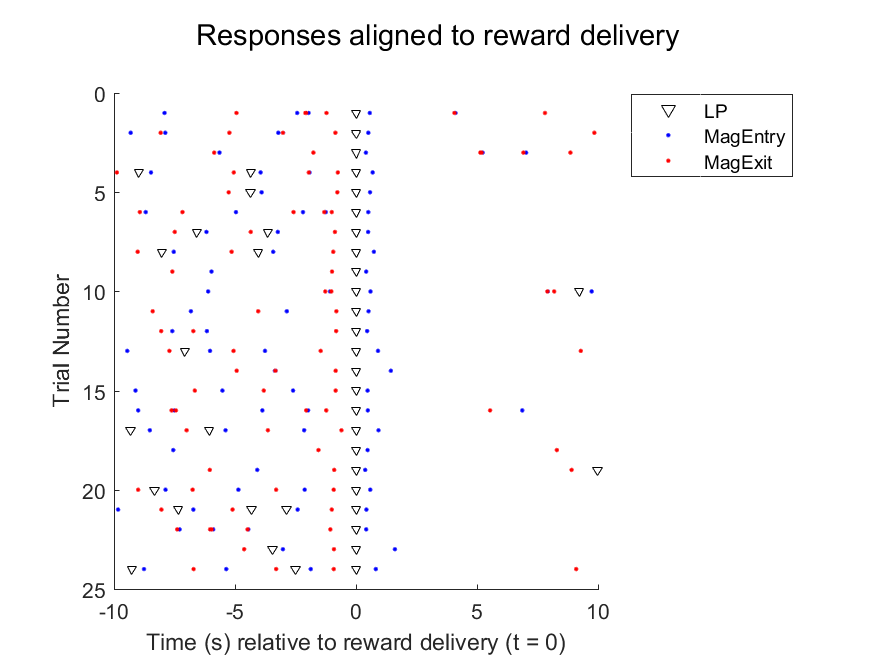 Responses aligned to reward delivery
0
5
10
15
20
25
Trial Number
-10
-5
0
5
10
Time (s) relative to reward delivery (t = 0)
LP
MagEntry
MagExit